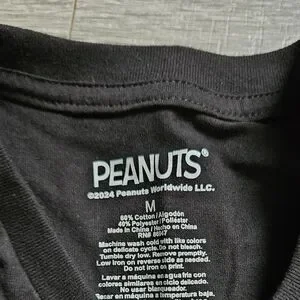 PEANUTS®
©2024 Peanuts Worldwide LLC.
M
60% Cotton / Algodón
40% Polyester / Poliéster
Made in China / Hecho en China
RN# 86947
Machine wash cold with like colors
on delicate cycle. Do not bleach.
Tumble dry low. Remove promptly.
Low iron on reverse side as needed.
Do not iron on print.
Lavar a máquina en agua fría con
colores similares en ciclo delicado.
No usar blanqueador.
Secar en máquina a temperatura baja.